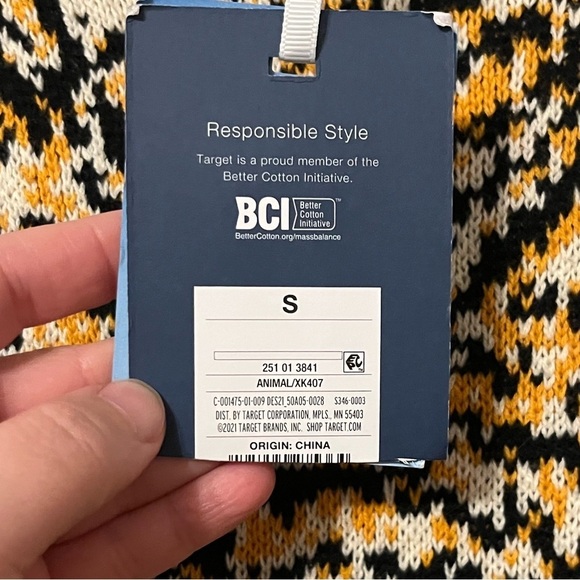 Responsible Style
Target is a proud member of the
Better Cotton Initiative.
BCI Better Cotton Initiative™
BetterCotton.org/massbalance
S
251 01 3841
ANIMAL/XK407
C-001475-01-009 DES21 50A05-0028 S346-0003
DIST. BY TARGET CORPORATION, MPLS., MN 55403
©2021 TARGET BRANDS, INC. SHOP TARGET.COM
ORIGIN: CHINA